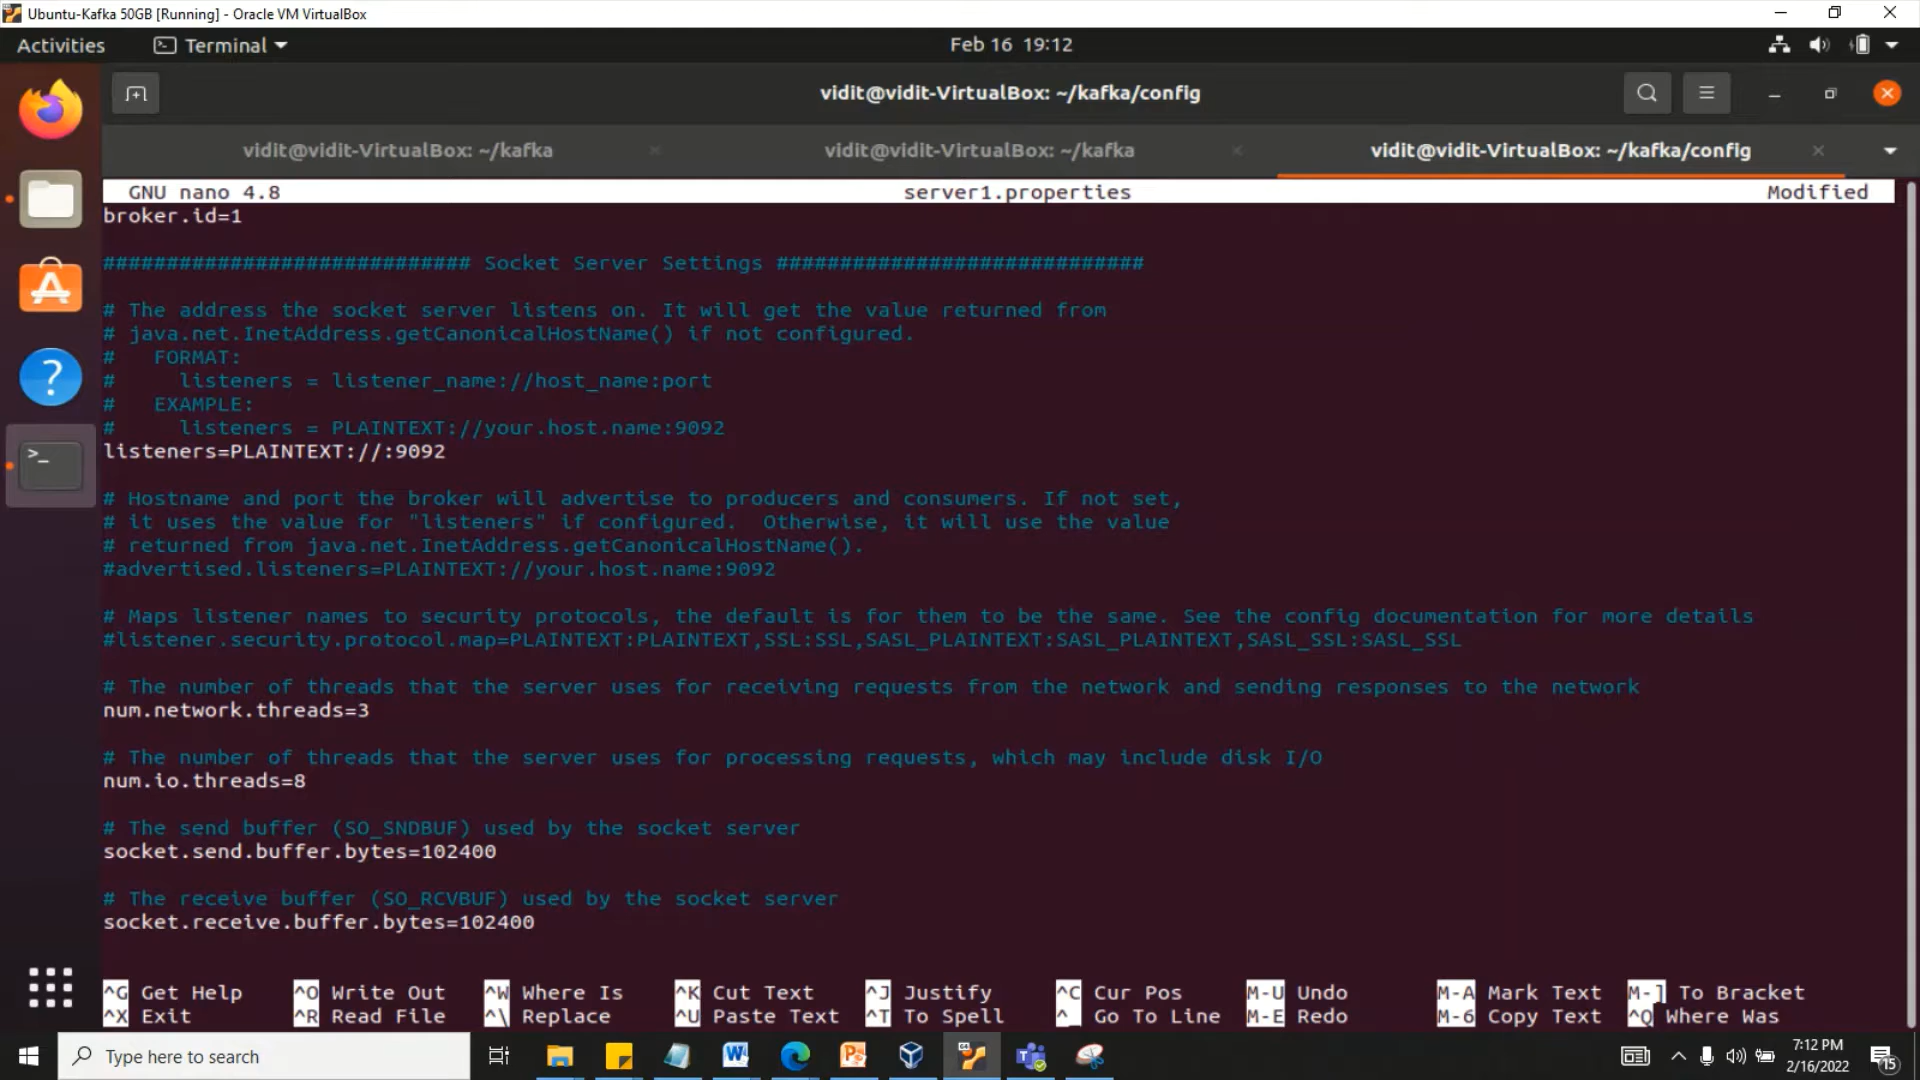 Ubuntu-Kafka 50GB [Running] - Oracle VM VirtualBox
Activities
Terminal
Feb 16 19:12
vidit@vidit-VirtualBox: ~/kafka/config
vidit@vidit-VirtualBox: ~/kafka
vidit@vidit-VirtualBox: ~/kafka
vidit@vidit-VirtualBox: ~/kafka/config
GNU nano 4.8
server1.properties
Modified
broker.id=1
############################# Socket Server Settings #############################
# The address the socket server listens on. It will get the value returned from
# java.net.InetAddress.getCanonicalHostName() if not configured.
#   FORMAT:
#     listeners = listener_name://host_name:port
#   EXAMPLE:
#     listeners = PLAINTEXT://your.host.name:9092
listeners=PLAINTEXT://:9092
# Hostname and port the broker will advertise to producers and consumers. If not set,
# it uses the value for "listeners" if configured.  Otherwise, it will use the value
# returned from java.net.InetAddress.getCanonicalHostName().
#advertised.listeners=PLAINTEXT://your.host.name:9092
# Maps listener names to security protocols, the default is for them to be the same. See the config documentation for more details
#listener.security.protocol.map=PLAINTEXT:PLAINTEXT,SSL:SSL,SASL_PLAINTEXT:SASL_PLAINTEXT,SASL_SSL:SASL_SSL
# The number of threads that the server uses for receiving requests from the network and sending responses to the network
num.network.threads=3
# The number of threads that the server uses for processing requests, which may include disk I/O
num.io.threads=8
# The send buffer (SO_SNDBUF) used by the socket server
socket.send.buffer.bytes=102400
# The receive buffer (SO_RCVBUF) used by the socket server
socket.receive.buffer.bytes=102400
^G Get Help ^O Write Out ^W Where Is ^K Cut Text ^J Justify ^C Cur Pos M-U Undo M-A Mark Text M-] To Bracket
^X Exit ^R Read File ^\ Replace ^U Paste Text ^T To Spell ^_ Go To Line M-E Redo M-6 Copy Text ^Q Where Was
Type here to search
7:12 PM
2/16/2022
15